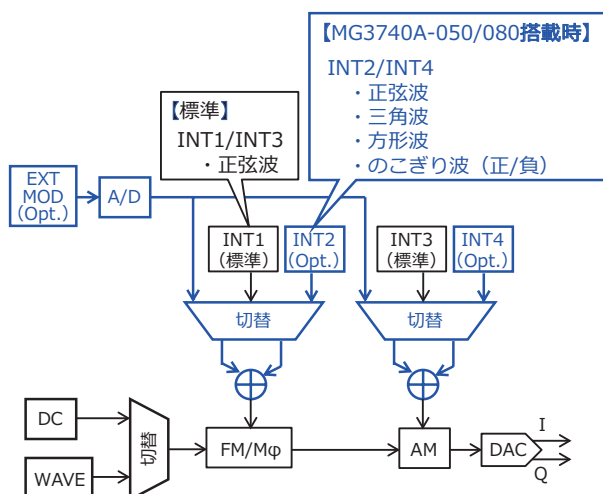 【MG3740A-050/080搭載時】
INT2/INT4
・正弦波
・三角波
・方形波
・のこぎり波（正/負）
【標準】
INT1/INT3
・正弦波
EXT
MOD
(Opt.)
A/D
INT1
(標準)
INT2
(Opt.)
INT3
(標準)
INT4
(Opt.)
切替
切替
DC
WAVE
切替
FM/Mφ
AM
DAC
I
Q